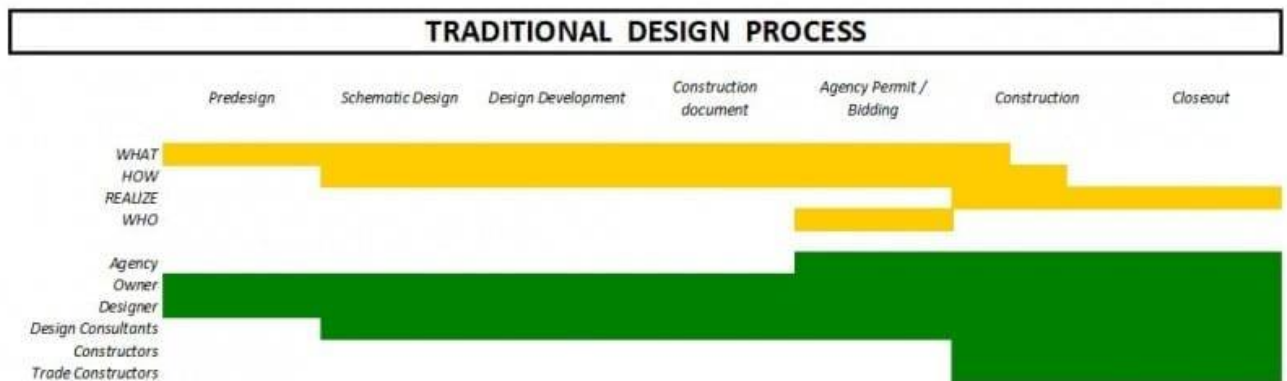 TRADITIONAL DESIGN PROCESS
Predesign
Schematic Design
Design Development
Construction
document
Agency Permit /
Bidding
Construction
Closeout
WHAT
HOW
REALIZE
WHO
Agency
Owner
Designer
Design Consultants
Constructors
Trade Constructors